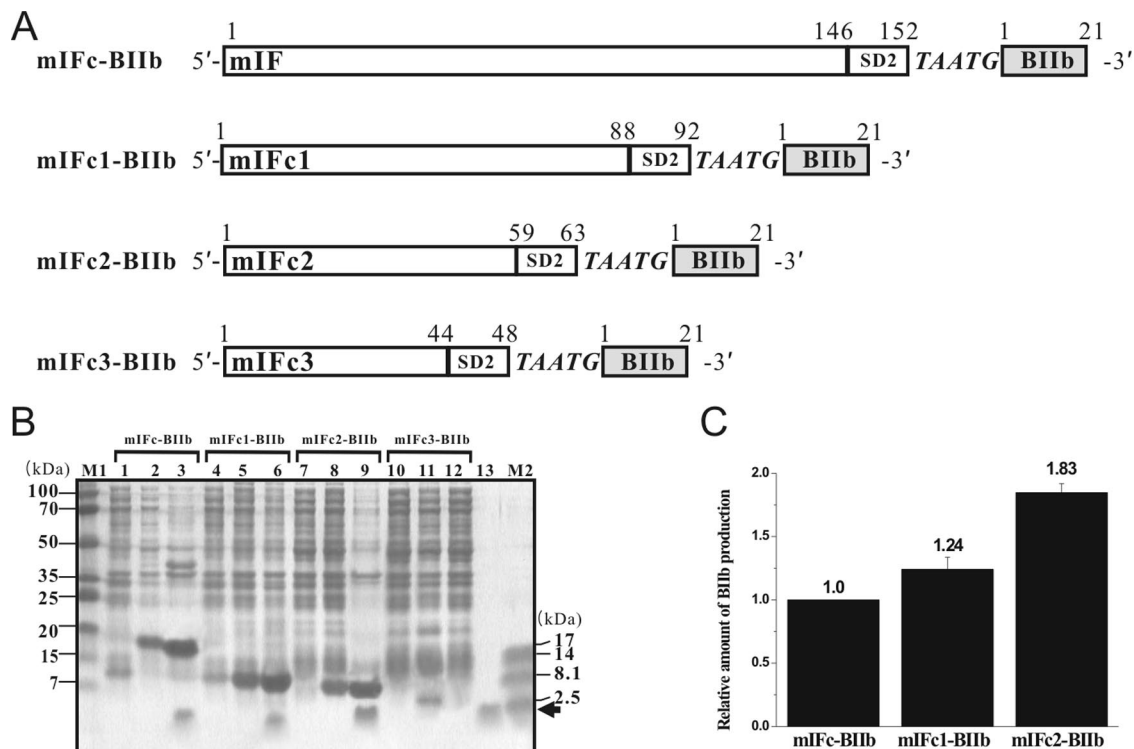 A
1 146 152 1 21
mIFc-BIIb 5'- mIF SD2 TAATG BIIb -3'
1 88 92 1 21
mIFc1-BIIb 5'- mIFc1 SD2 TAATG BIIb -3'
1 59 63 1 21
mIFc2-BIIb 5'- mIFc2 SD2 TAATG BIIb -3'
1 44 48 1 21
mIFc3-BIIb 5'- mIFc3 SD2 TAATG BIIb -3'
B
mIFc-BIIb mIFc1-BIIb mIFc2-BIIb mIFc3-BIIb
(kDa) M1 1 2 3 4 5 6 7 8 9 10 11 12 13 M2
100
70
50
35
25
20
15
7
(kDa)
17
14
8.1
2.5
C
Relative amount of BIIb production
2.0
1.5
1.0
0.5
0.0
1.0
1.24
1.83
mIFc-BIIb mIFc1-BIIb mIFc2-BIIb